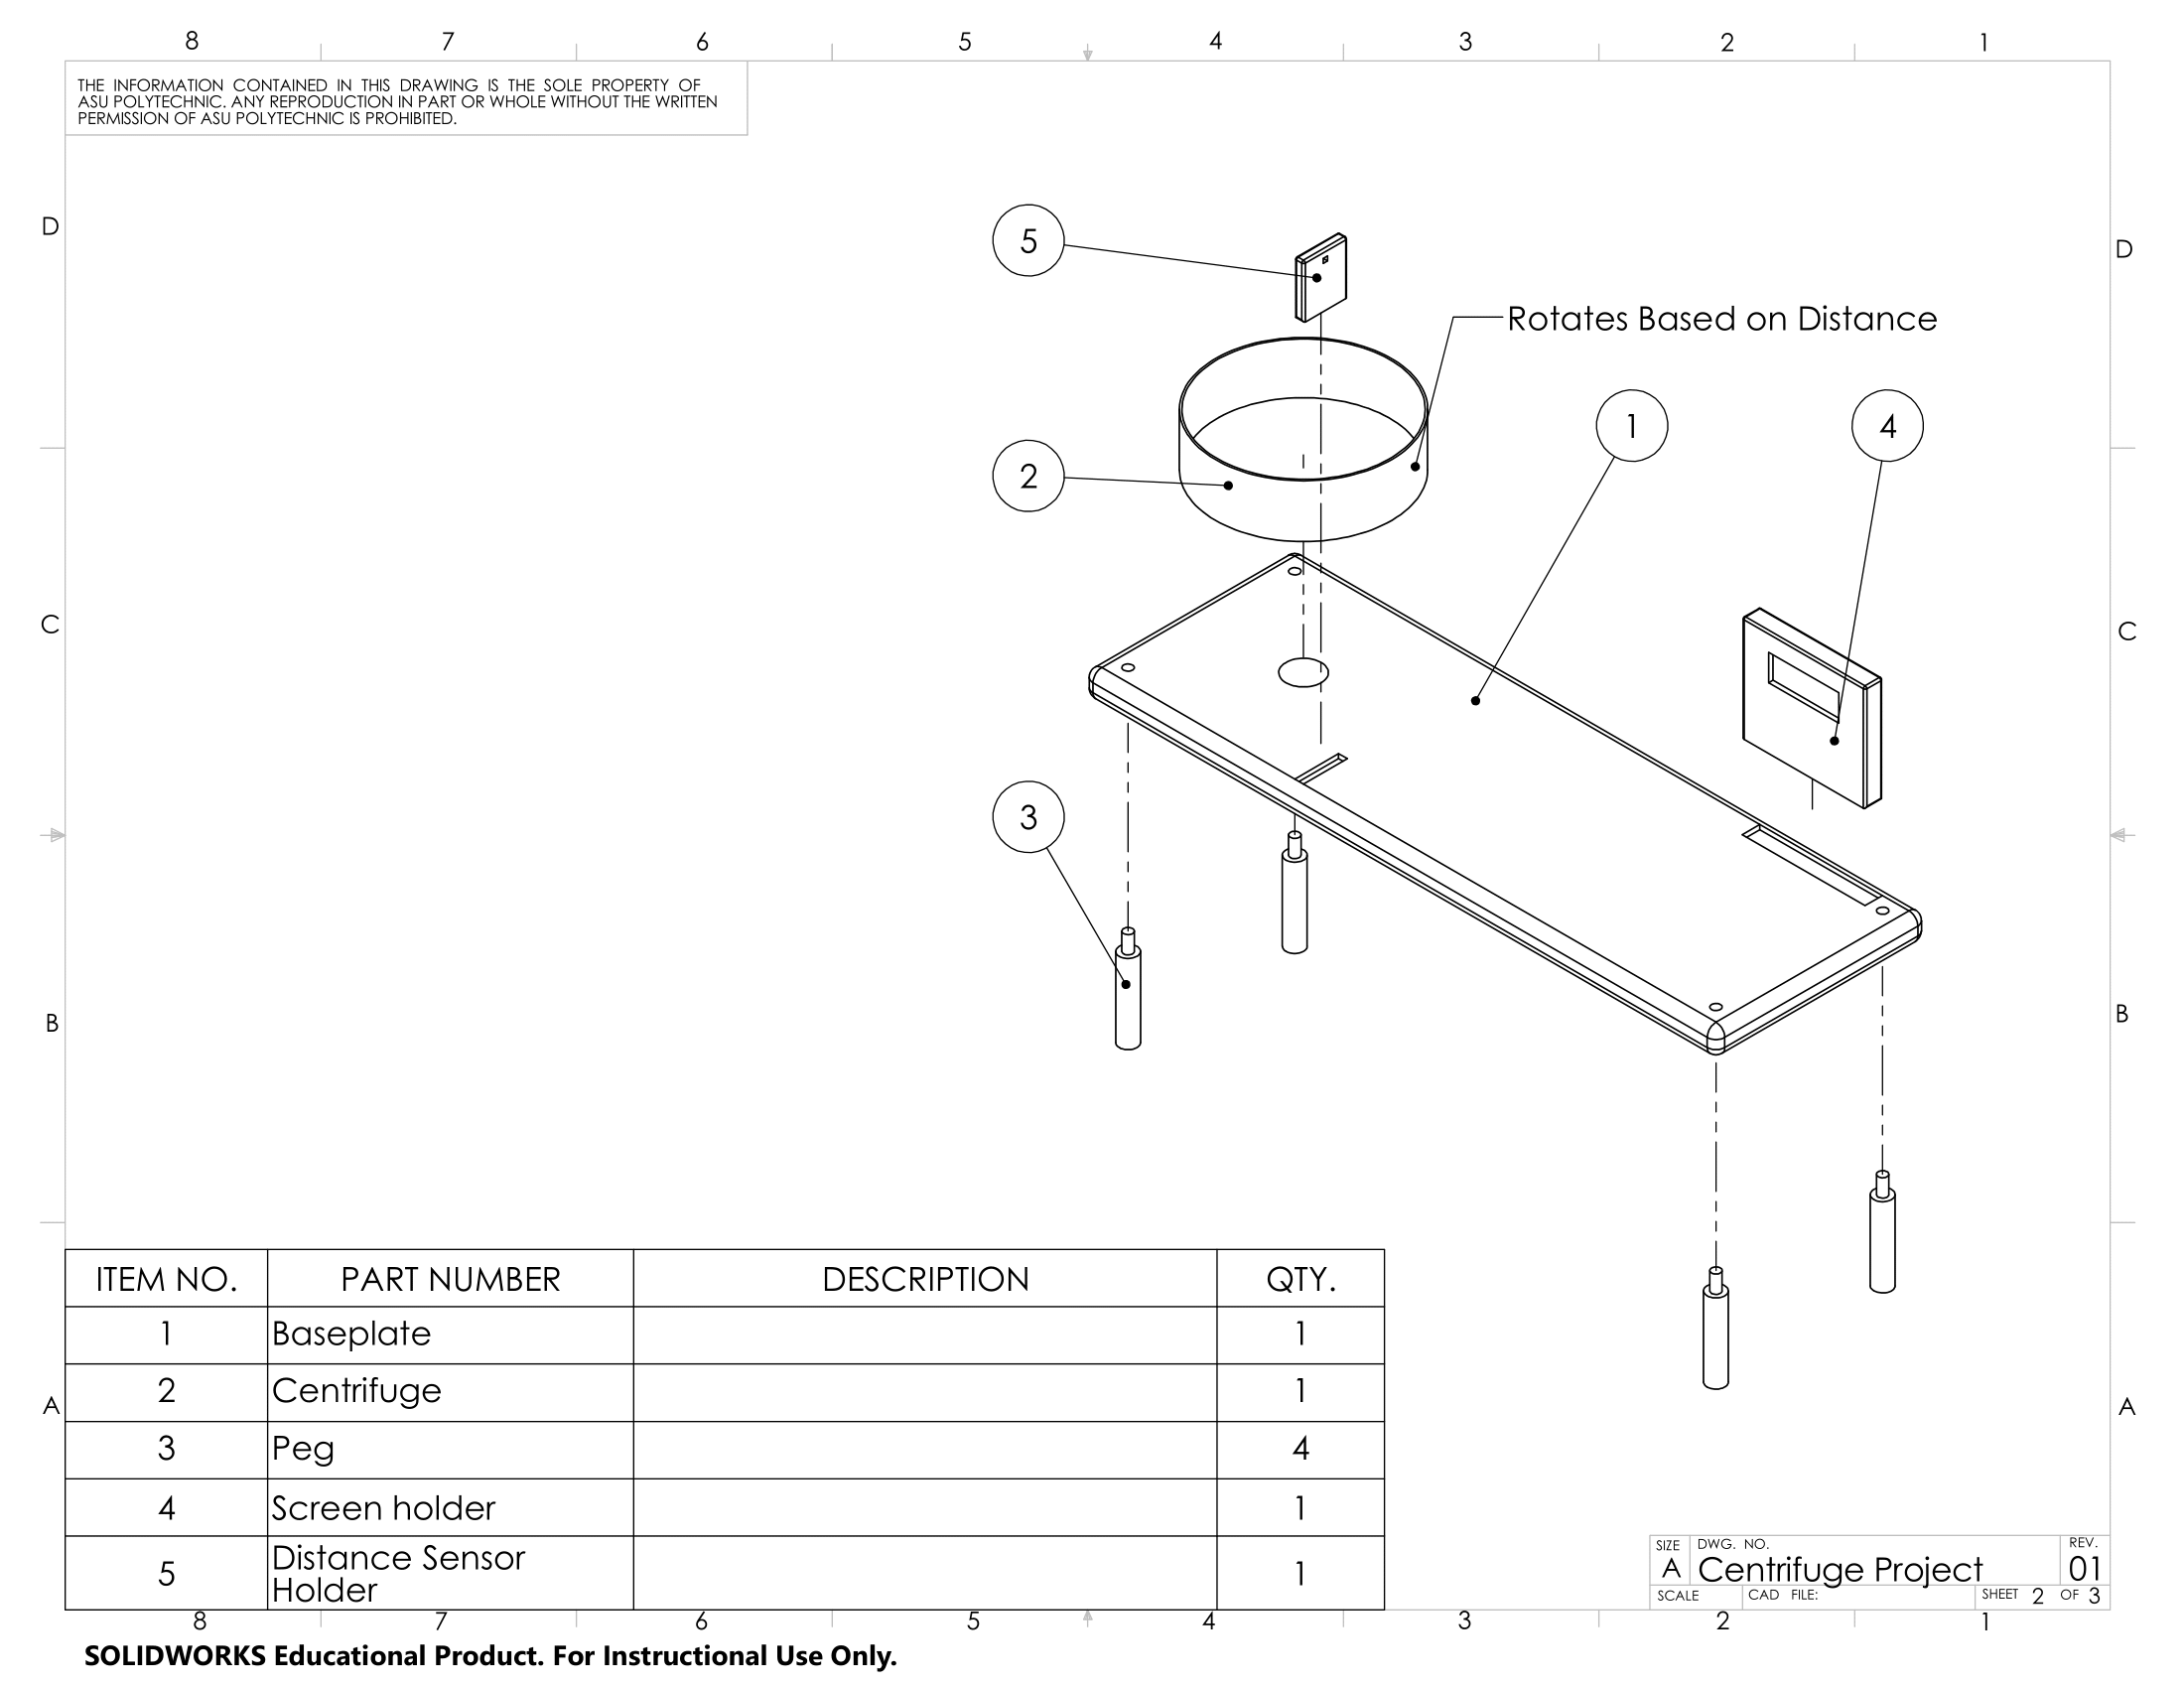 8 7 6 5 4 3 2 1
THE INFORMATION CONTAINED IN THIS DRAWING IS THE SOLE PROPERTY OF
ASU POLYTECHNIC. ANY REPRODUCTION IN PART OR WHOLE WITHOUT THE WRITTEN
PERMISSION OF ASU POLYTECHNIC IS PROHIBITED.
D D
5
Rotates Based on Distance
1 4
2
C C
3
B B
ITEM NO. PART NUMBER DESCRIPTION QTY.
1 Baseplate 1
2 Centrifuge 1
3 Peg 4
4 Screen holder 1
5 Distance Sensor
Holder 1
A A
SIZE DWG. NO. REV.
A Centrifuge Project 01
SCALE CAD FILE: SHEET 2 OF 3
8 7 6 5 4 3 2 1
SOLIDWORKS Educational Product. For Instructional Use Only.